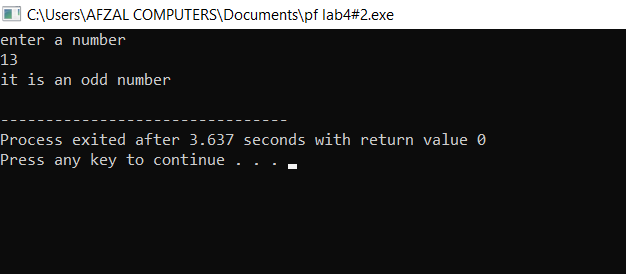 C:\Users\AFZAL COMPUTERS\Documents\pf lab4#2.exe
enter a number
13
it is an odd number
--------------------------------
Process exited after 3.637 seconds with return value 0
Press any key to continue . . .